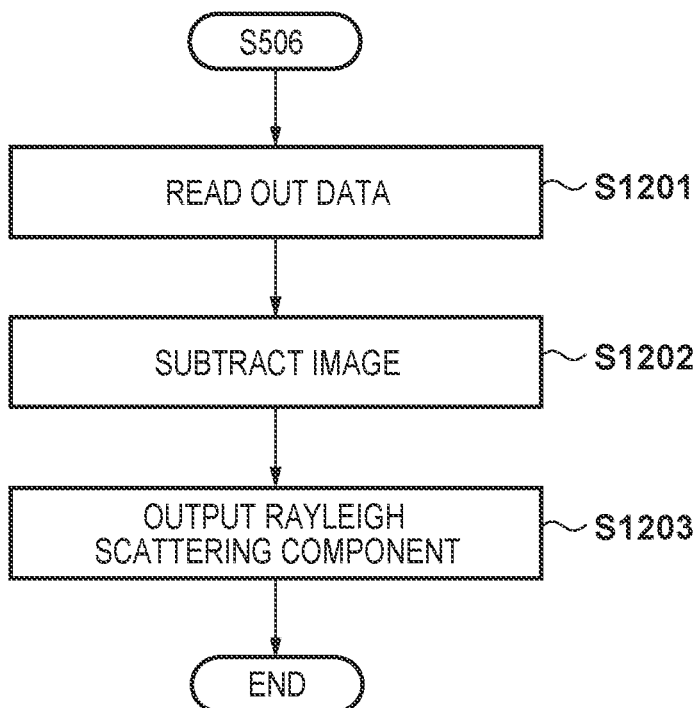 S506
READ OUT DATA
S1201
SUBTRACT IMAGE
S1202
OUTPUT RAYLEIGH
SCATTERING COMPONENT
S1203
END